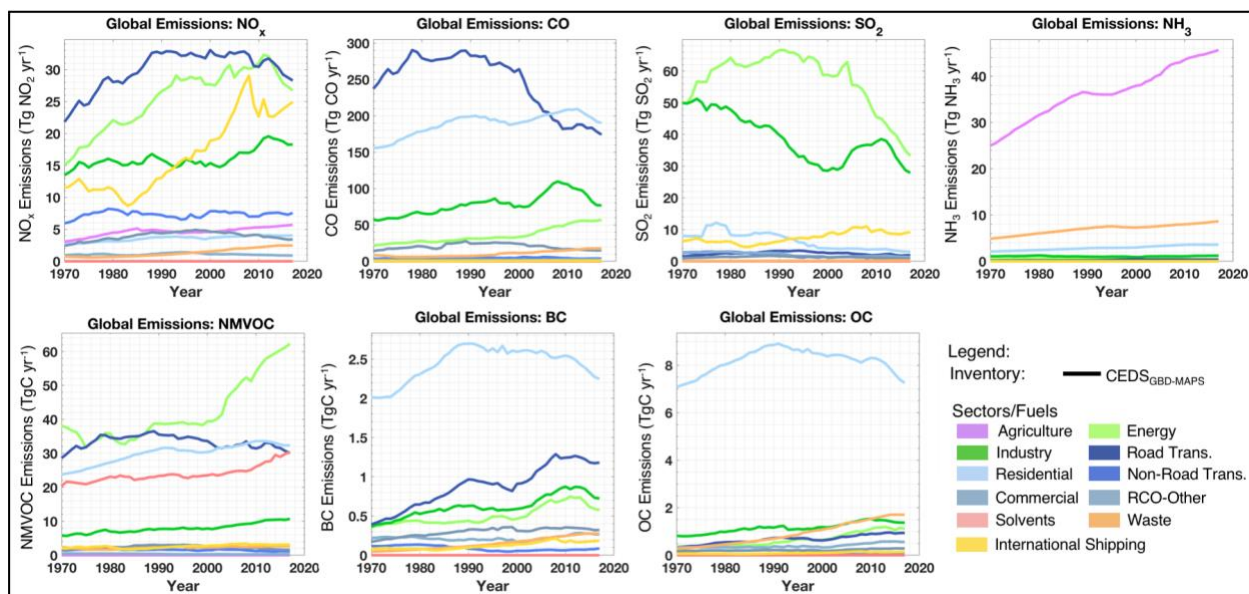 Global Emissions: NOx
NOx Emissions (Tg NO2 yr-1)
30
25
20
15
10
5
0
1970 1980 1990 2000 2010 2020
Year
Global Emissions: CO
CO Emissions (Tg CO yr-1)
300
250
200
150
100
50
0
1970 1980 1990 2000 2010 2020
Year
Global Emissions: SO2
SO2 Emissions (Tg SO2 yr-1)
60
50
40
30
20
10
0
1970 1980 1990 2000 2010 2020
Year
Global Emissions: NH3
NH3 Emissions (Tg NH3 yr-1)
40
30
20
10
0
1970 1980 1990 2000 2010 2020
Year
Global Emissions: NMVOC
NMVOC Emissions (TgC yr-1)
60
50
40
30
20
10
0
1970 1980 1990 2000 2010 2020
Year
Global Emissions: BC
BC Emissions (TgC yr-1)
2.5
2
1.5
1
0.5
0
1970 1980 1990 2000 2010 2020
Year
Global Emissions: OC
OC Emissions (TgC yr-1)
8
6
4
2
0
1970 1980 1990 2000 2010 2020
Year
Legend:
Inventory: CEDSGBD-MAPS
Sectors/Fuels
Agriculture Energy
Industry Road Trans.
Residential Non-Road Trans.
Commercial RCO-Other
Solvents Waste
International Shipping